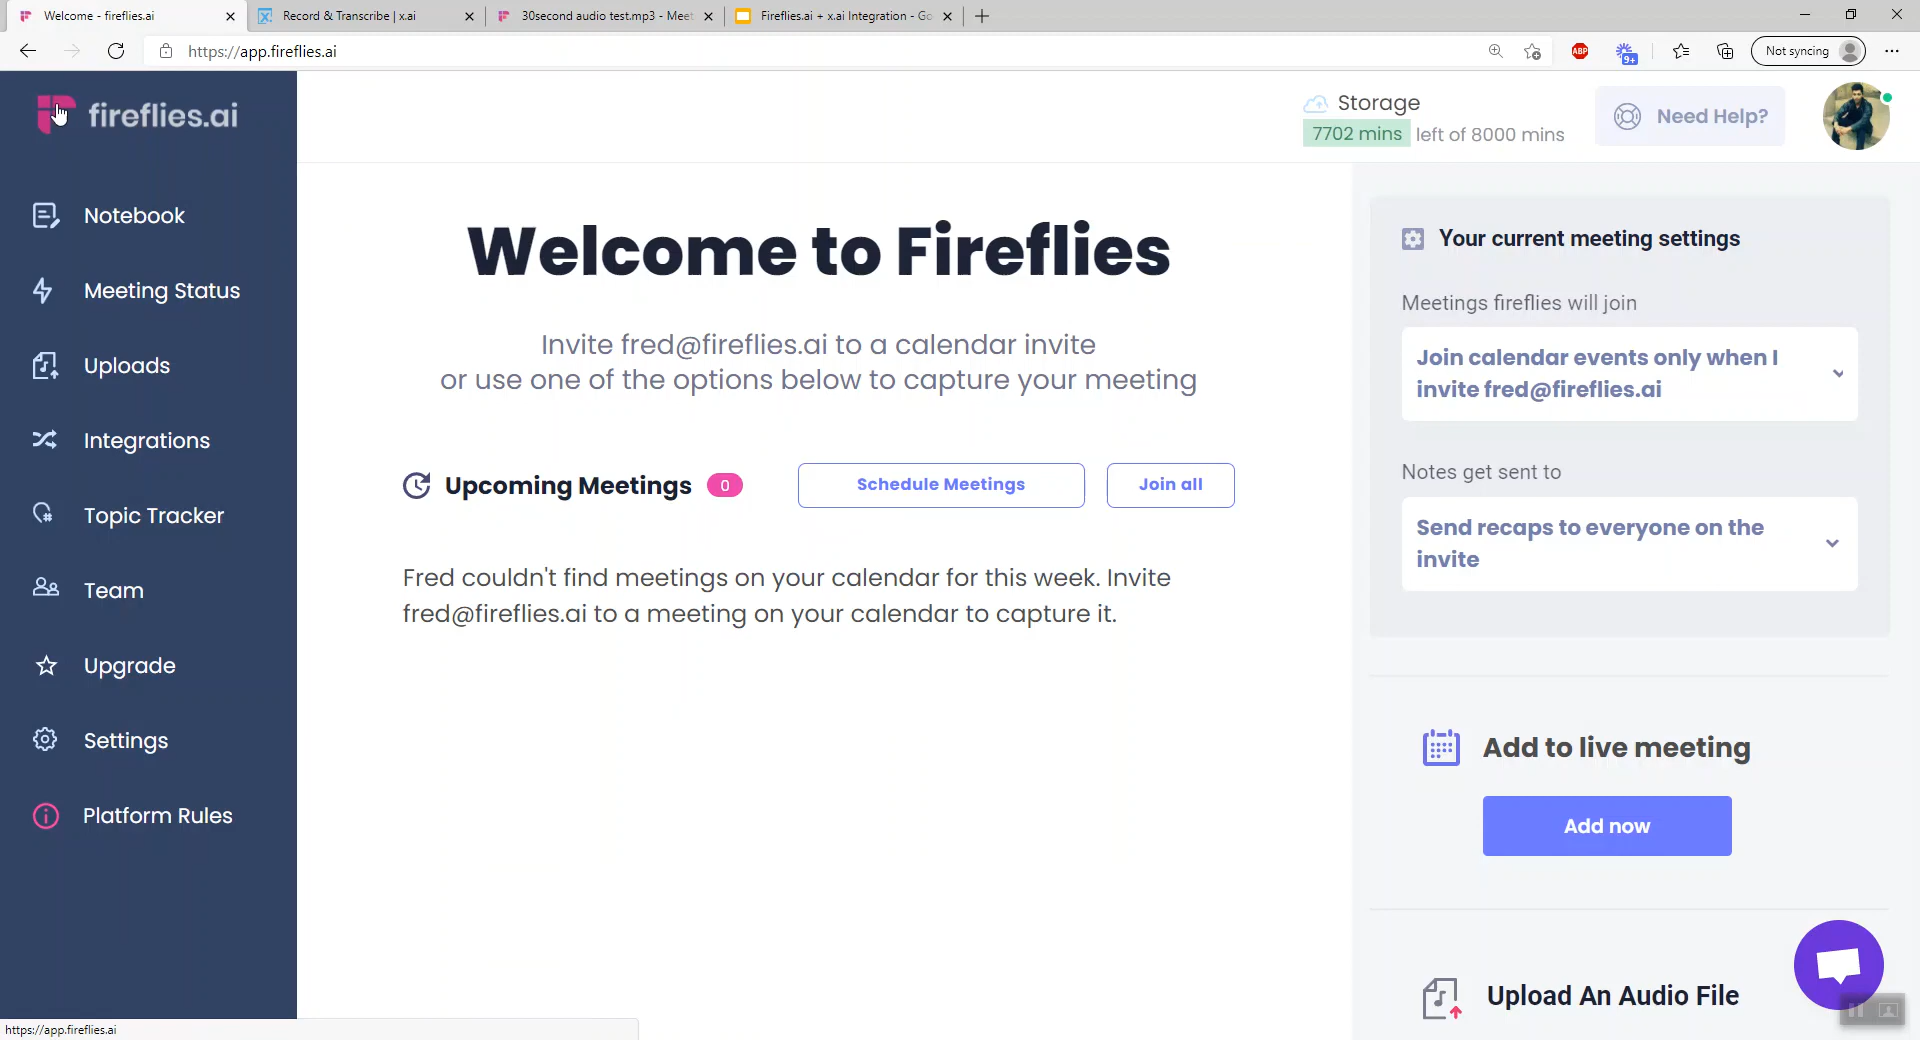 Welcome - fireflies.ai
Record & Transcribe | x.ai
30second audio test.mp3 - Meet
Fireflies.ai + x.ai Integration - Go
https://app.fireflies.ai
ABP
9+
Not syncing
fireflies.ai
Storage
7702 mins left of 8000 mins
Need Help?
Notebook
Meeting Status
Uploads
Integrations
Topic Tracker
Team
Upgrade
Settings
Platform Rules
Welcome to Fireflies
Invite fred@fireflies.ai to a calendar invite
or use one of the options below to capture your meeting
Upcoming Meetings 0
Schedule Meetings
Join all
Fred couldn't find meetings on your calendar for this week. Invite
fred@fireflies.ai to a meeting on your calendar to capture it.
Your current meeting settings
Meetings fireflies will join
Join calendar events only when I
invite fred@fireflies.ai
Notes get sent to
Send recaps to everyone on the
invite
Add to live meeting
Add now
Upload An Audio File
https://app.fireflies.ai